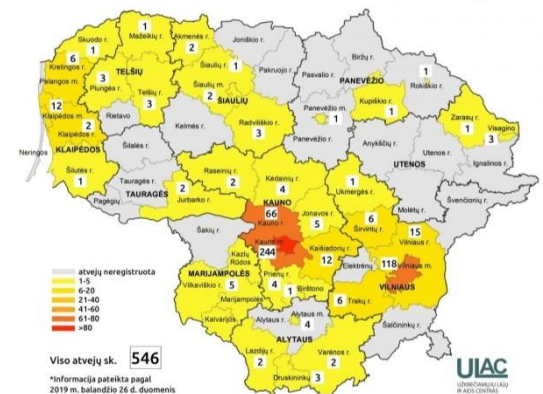 Skuodo r.
1
Mažeikių r.
1
Akmenės r.
2
Joniškio r.
Kretingos r.
6
Palangos m.
Plungės r.
3
TELŠIŲ
Telšių r.
3
Šiaulių r.
1
Šiaulių m.
2
ŠIAULIŲ
Pakruojo r.
Pasvalio r.
Biržų r.
PANEVĖŽIO
Rokiškio r.
1
Kupiškio r.
1
12
Klaipėdos m.
2
Klaipėdos r.
KLAIPĖDOS
Neringos
Rietavo
Kelmės r.
Radviliškio r.
3
Panevėžio m.
1
Panevėžio r.
Zarasų r.
1
Visagino
3
Anykščių r.
Utenos r.
Ignalinos r.
UTENOS
Šilalės r.
Šilutės r.
1
Tauragės r.
TAURAGĖS
Pagėgių
2
Jurbarko r.
Raseinių r.
2
Kėdainių r.
4
KAUNO
66
Kauno r.
Jonavos r.
5
Ukmergės r.
1
Molėtų r.
Švenčionių r.
6
Širvintų r.
15
Vilniaus r.
Šakių r.
Kauno m.
244
Kaišiadorių r.
12
Elektrėnų
118
Vilniaus m.
VILNIAUS
Kazlų
Rūdos
MARIJAMPOLĖS
Vilkaviškio r.
5
Marijampolės
Kalvarijos
Prienų r.
4
1
Birštono
6
Trakų r.
Šalčininkų r.
Alytaus r.
Alytaus m.
4
ALYTAUS
Lazdijų r.
2
Varėnos r.
2
Druskininkų
3
atvejų neregistruota
1-5
6-20
21-40
41-60
61-80
>80
Viso atvejų sk.
546
*Informacija pateikta pagal
2019 m. balandžio 26 d. duomenis
ULAC
UŽKREČIAMŲJŲ LIGŲ
IR AIDS CENTRAS